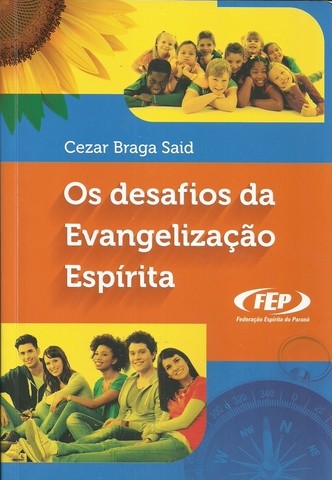 Cezar Braga Said
Os desafios da
Evangelização
Espírita
FEP
Federação Espírita do Paraná